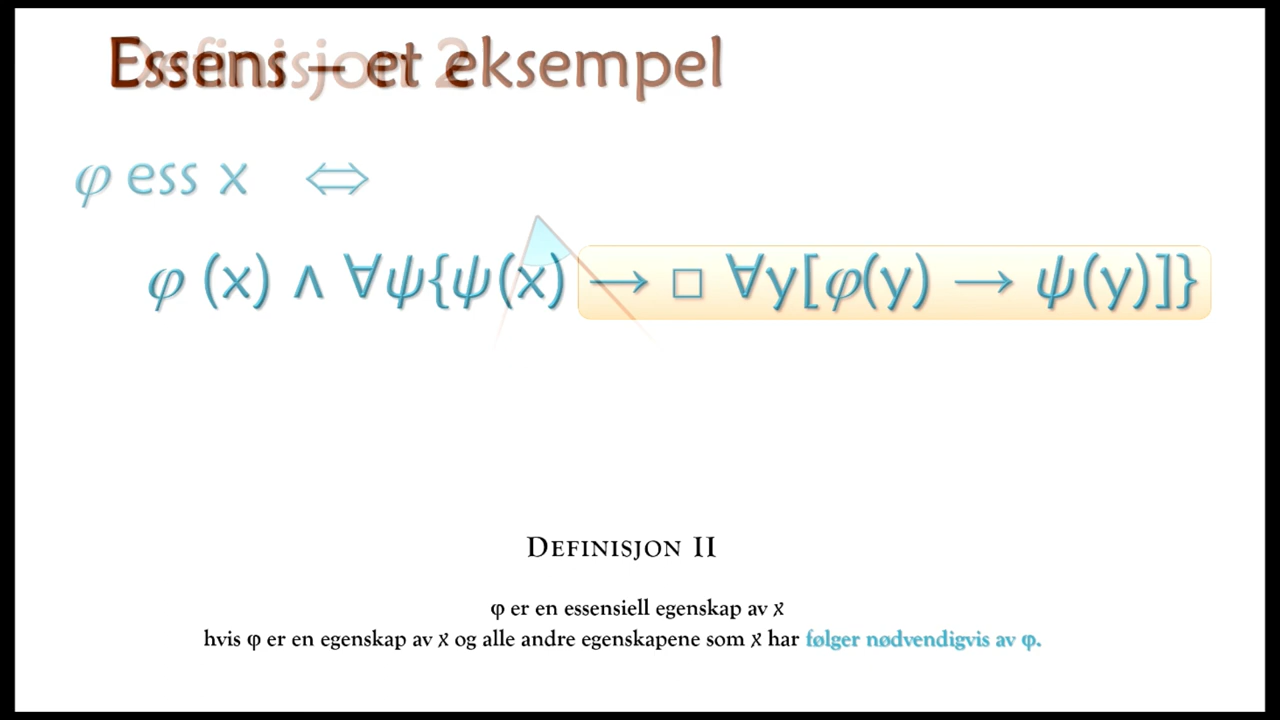 Essens – et eksempel
Definisjon 2
φ ess x ⇔
φ (x) ∧ ∀ψ{ψ(x) → □ ∀y[φ(y) → ψ(y)]}
Definisjon II
φ er en essensiell egenskap av x
hvis φ er en egenskap av x og alle andre egenskapene som x har følger nødvendigvis av φ.